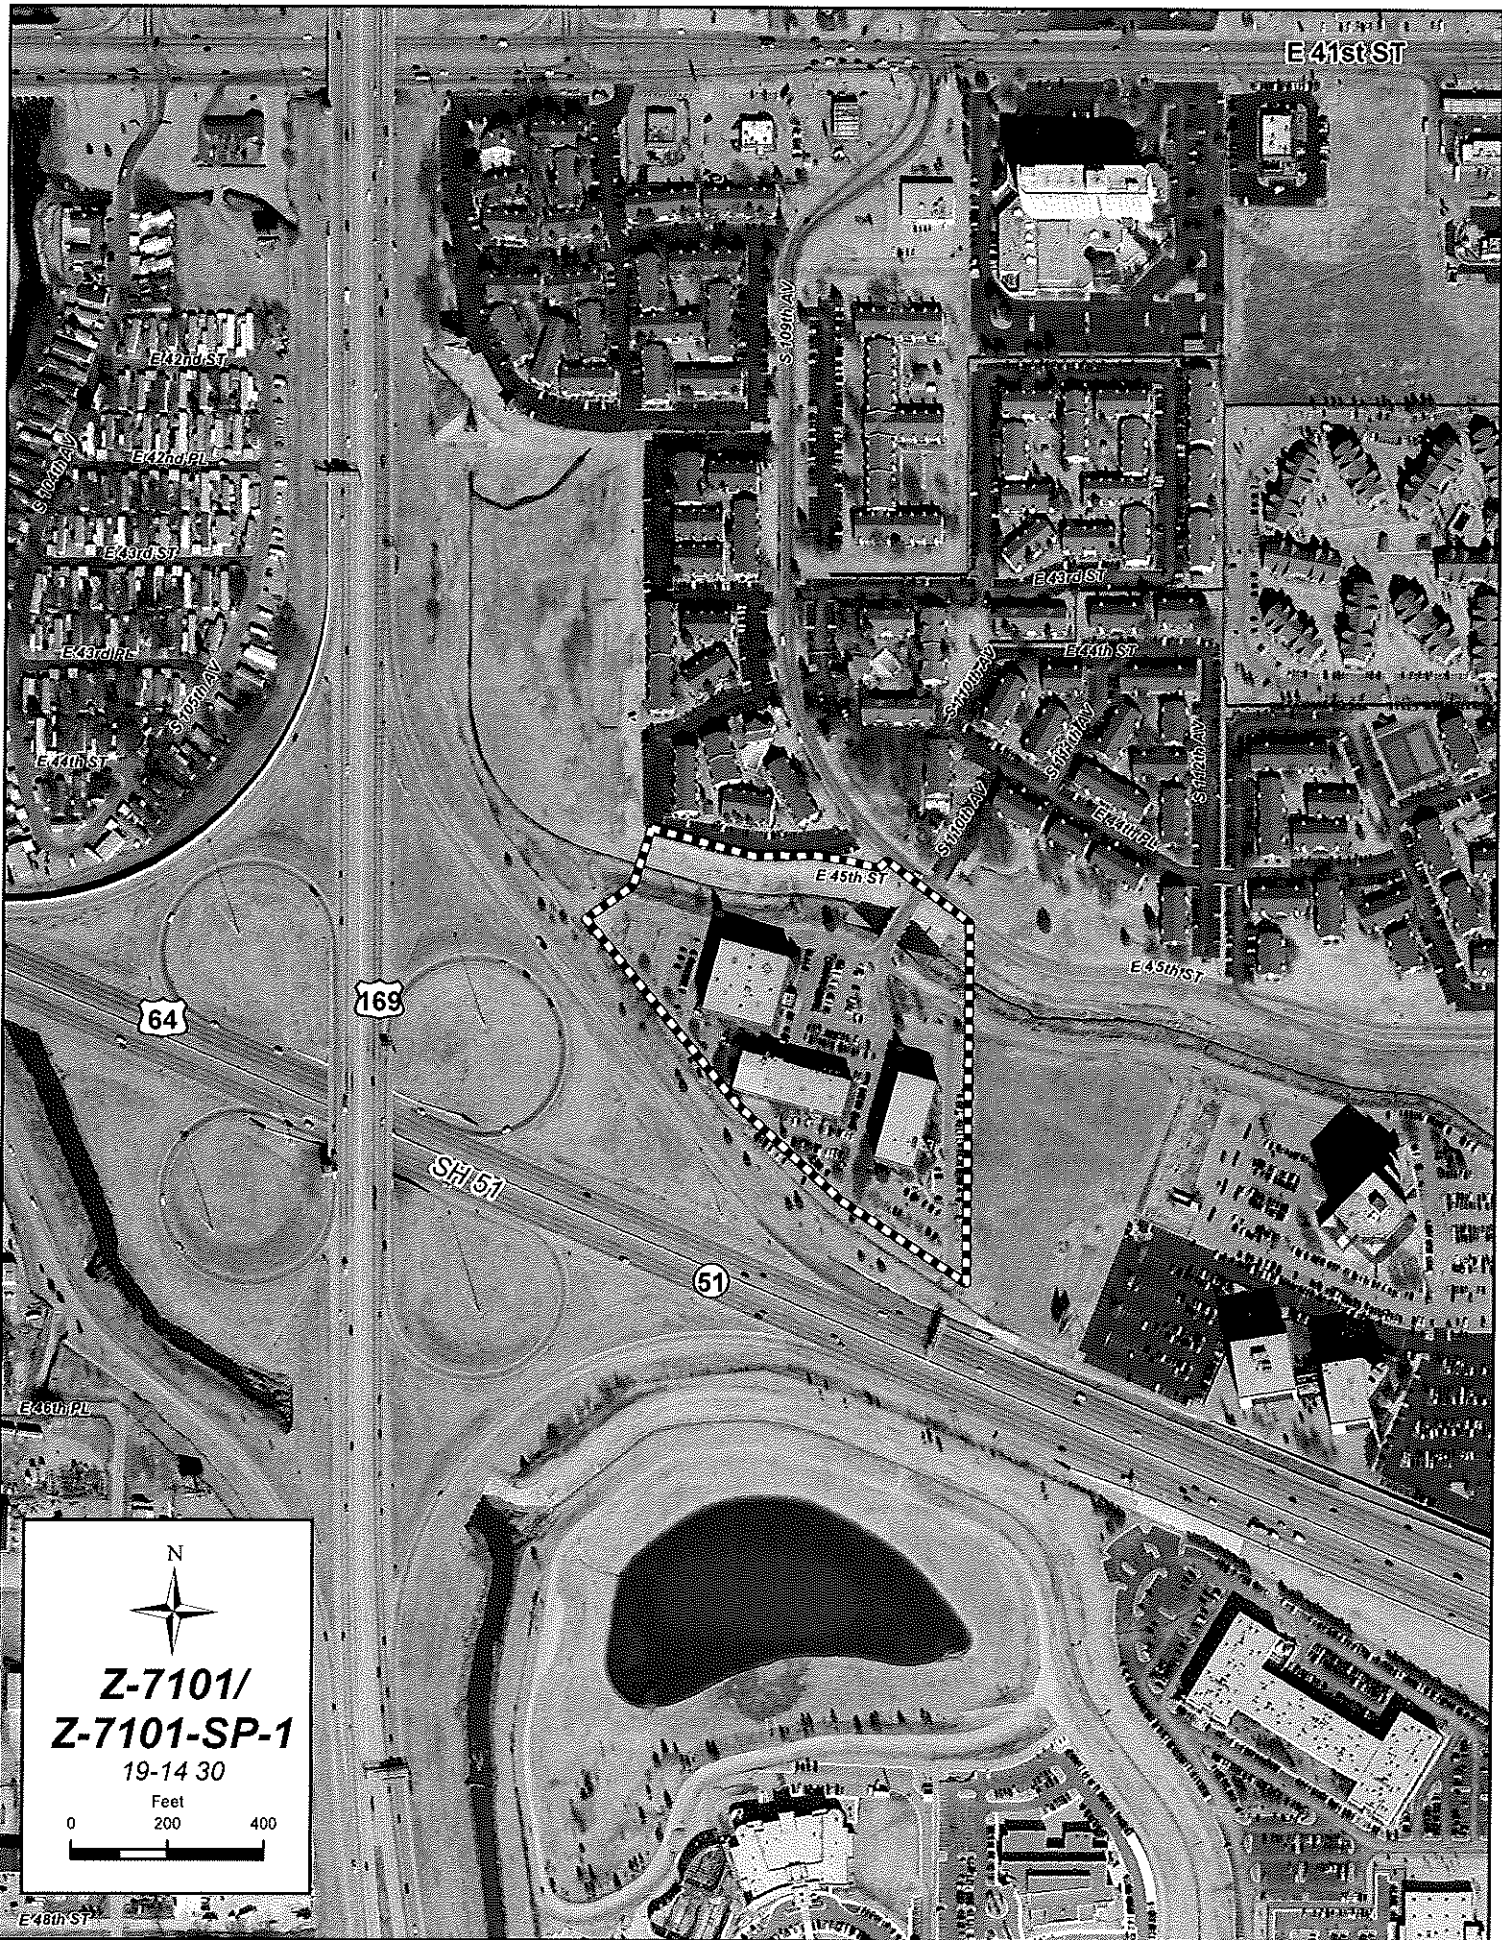 E 41st ST
S 109th AV
E 42nd ST
E 42nd PL
S 104th AV
E 43rd ST
E 43rd ST
E 43rd PL
E 44th ST
S 110th AV
S 105th AV
S 111th AV
S 112th AV
E 44th ST
S 110th AV
E 44th PL
E 45th ST
E 45th ST
169
64
SH 51
51
E 46th PL
N
Z-7101/
Z-7101-SP-1
19-14 30
Feet
0 200 400
E 48th ST